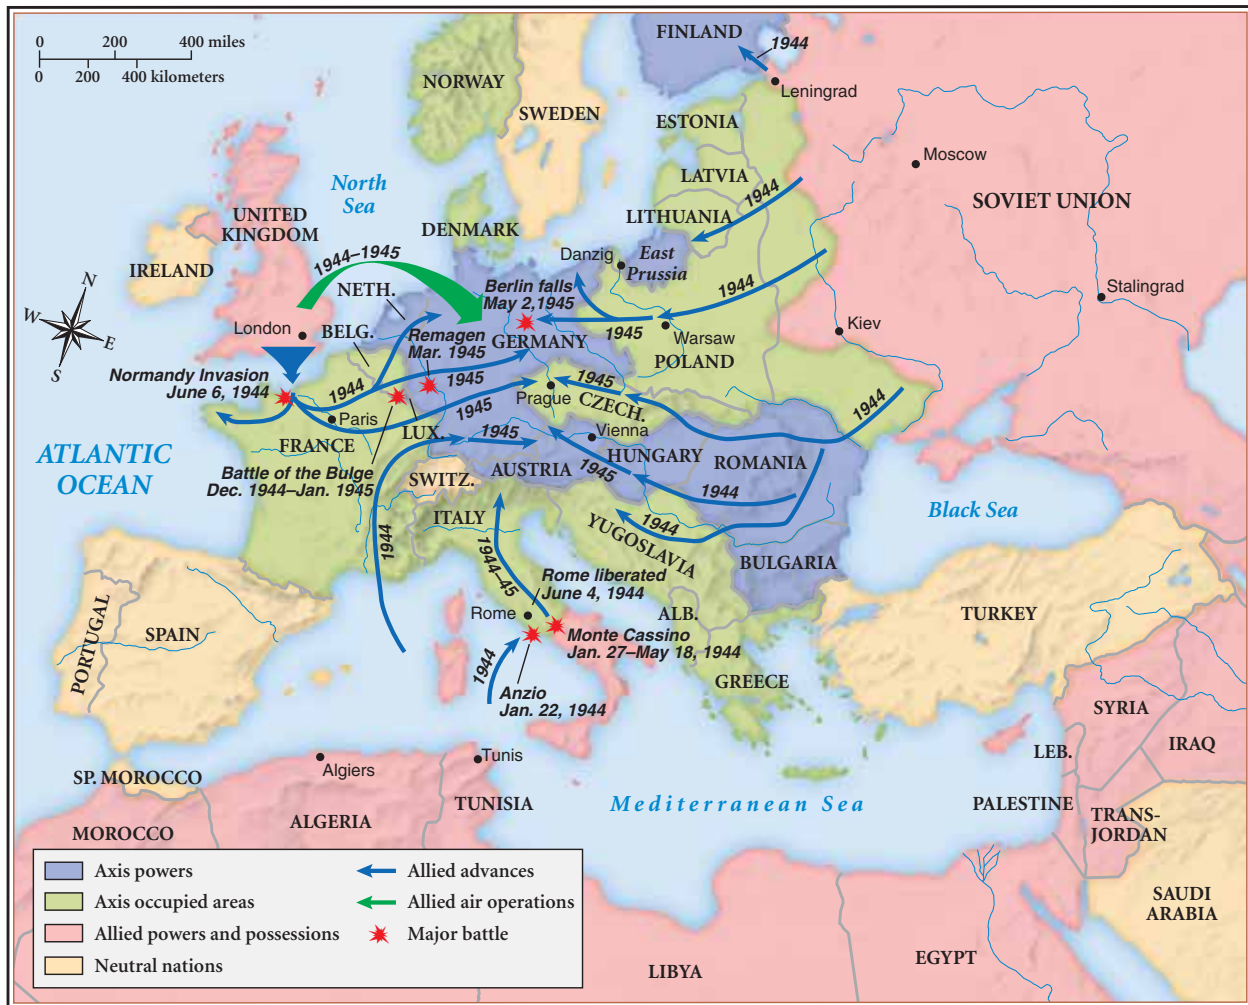 0 200 400 miles
0 200 400 kilometers
FINLAND
1944
Leningrad
NORWAY
SWEDEN
ESTONIA
Moscow
LATVIA
SOVIET UNION
1944
LITHUANIA
North
Sea
UNITED
KINGDOM
DENMARK
IRELAND
1944–1945
Danzig
East
Prussia
N
W
E
S
NETH.
Berlin falls
May 2,1945
1944
Stalingrad
London
BELG.
Remagen
Mar. 1945
GERMANY
1945
Warsaw
POLAND
Kiev
Normandy Invasion
June 6, 1944
1944
1945
Paris
1945
Prague
1945
CZECH.
1944
FRANCE
LUX.
1945
Vienna
HUNGARY
ROMANIA
ATLANTIC
OCEAN
Battle of the Bulge
Dec. 1944–Jan. 1945
SWITZ.
AUSTRIA
1945
1944
ITALY
1944
1944
YUGOSLAVIA
Black Sea
1944–45
BULGARIA
Rome liberated
June 4, 1944
Rome
ALB.
TURKEY
PORTUGAL
SPAIN
Monte Cassino
Jan. 27–May 18, 1944
1944
Anzio
Jan. 22, 1944
GREECE
SYRIA
LEB.
IRAQ
SP. MOROCCO
Algiers
Tunis
Mediterranean Sea
PALESTINE
TRANS-
JORDAN
MOROCCO
ALGERIA
TUNISIA
SAUDI
ARABIA
LIBYA
EGYPT
Axis powers
Axis occupied areas
Allied powers and possessions
Neutral nations
Allied advances
Allied air operations
Major battle